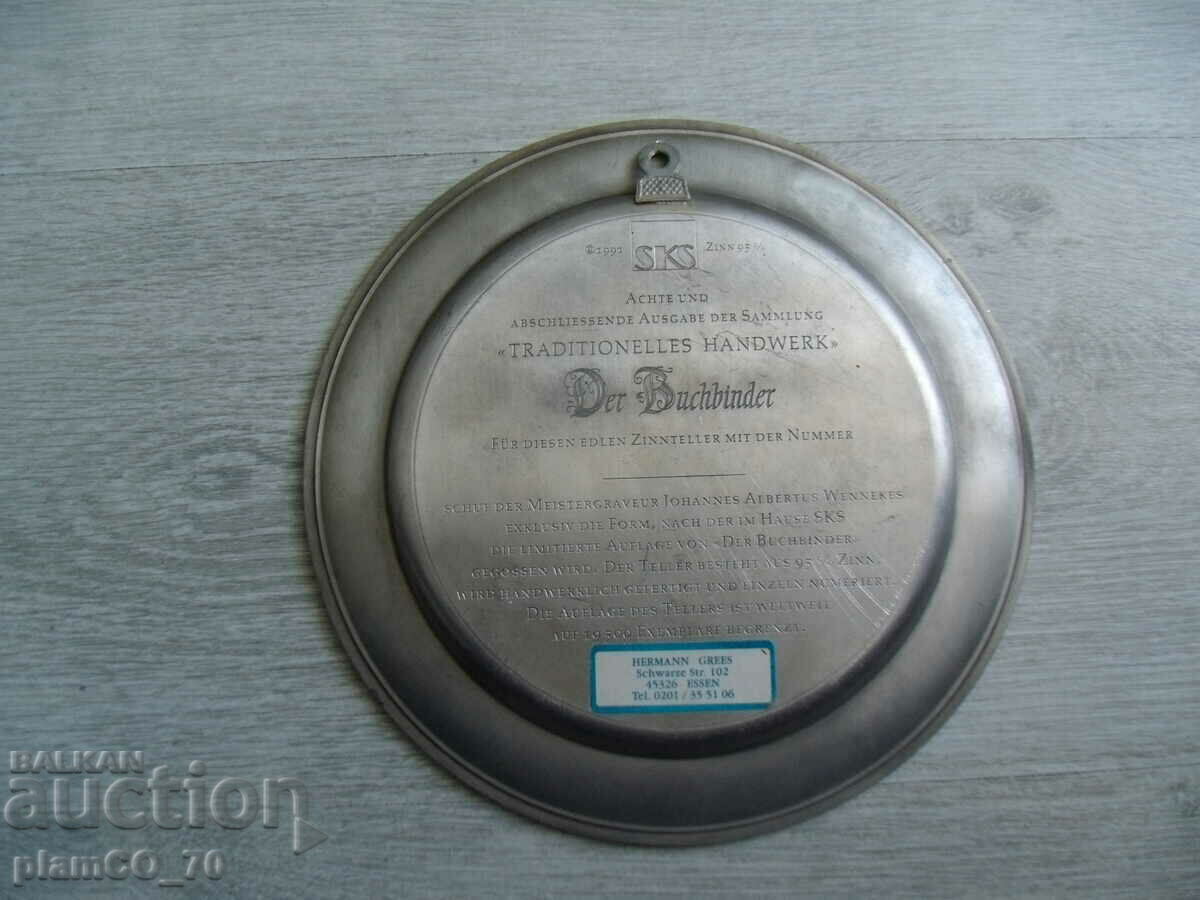 © 1991 SKS ZINN 95 %
ACHTE UND
ABSCHLIESSENDE AUSGABE DER SAMMLUNG
«TRADITIONELLES HANDWERK»
Der Buchbinder
FÜR DIESEN EDLEN ZINNTELLER MIT DER NUMMER
SCHUF DER MEISTERGRAVEUR JOHANNES ALBERTUS WENNEKES
EXKLUSIV DIE FORM, NACH DER IM HAUSE SKS
DIE LIMITIERTE AUFLAGE VON «DER BUCHBINDER»
GEGOSSEN WIRD. DER TELLER BESTEHT AUS 95 % ZINN,
WIRD HANDWERKLICH GEFERTIGT UND EINZELN NUMERIERT.
DIE AUFLAGE DES TELLERS IST WELTWEIT
AUF 19 500 EXEMPLARE BEGRENZT.
HERMANN GREES
Schwarze Str. 102
45326 ESSEN
Tel. 0201 / 35 51 06
BALKAN
auction
plamCO_70